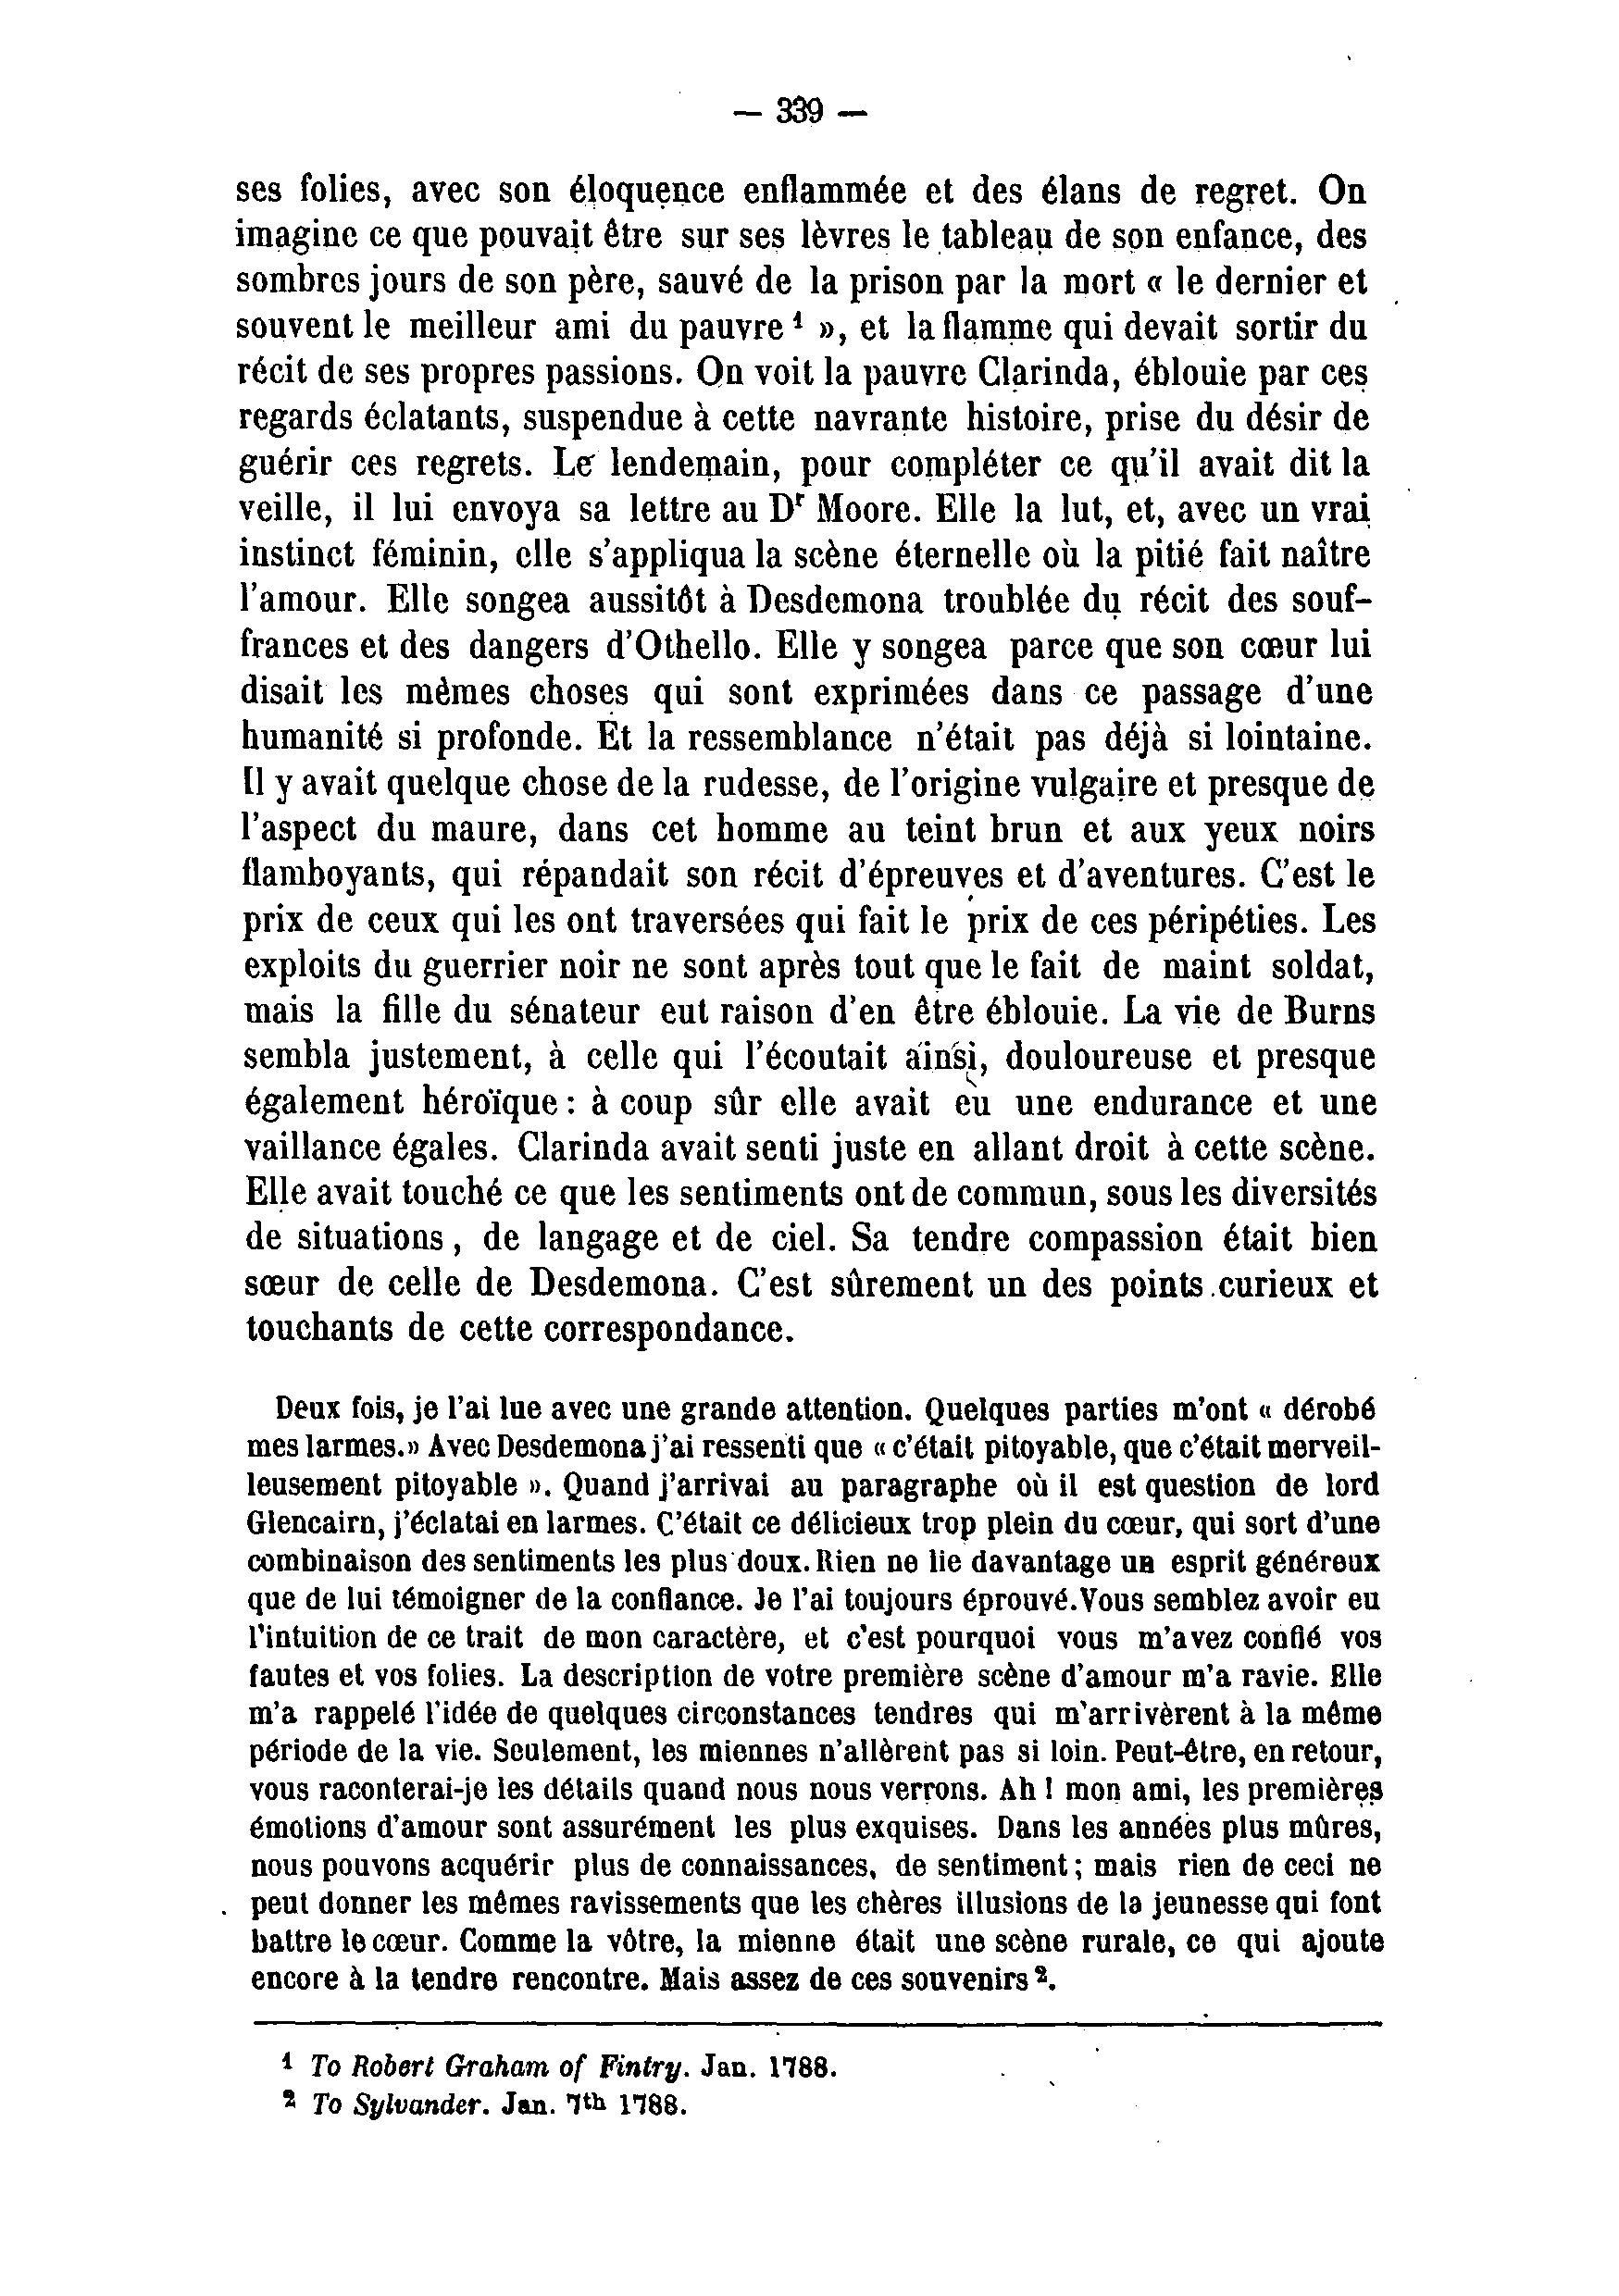 — 339 —
ses folies, avec son éloquence enflammée et des élans de regret. On
imagine ce que pouvait être sur ses lèvres le tableau de son enfance, des
sombres jours de son père, sauvé de la prison par la mort « le dernier et
souvent le meilleur ami du pauvre ¹ », et la flamme qui devait sortir du
récit de ses propres passions. On voit la pauvre Clarinda, éblouie par ces
regards éclatants, suspendue à cette navrante histoire, prise du désir de
guérir ces regrets. Le lendemain, pour compléter ce qu'il avait dit la
veille, il lui envoya sa lettre au Dʳ Moore. Elle la lut, et, avec un vrai
instinct féminin, elle s'appliqua la scène éternelle où la pitié fait naître
l'amour. Elle songea aussitôt à Desdemona troublée du récit des souf-
frances et des dangers d'Othello. Elle y songea parce que son cœur lui
disait les mêmes choses qui sont exprimées dans ce passage d'une
humanité si profonde. Et la ressemblance n'était pas déjà si lointaine.
Il y avait quelque chose de la rudesse, de l'origine vulgaire et presque de
l'aspect du maure, dans cet homme au teint brun et aux yeux noirs
flamboyants, qui répandait son récit d'épreuves et d'aventures. C'est le
prix de ceux qui les ont traversées qui fait le prix de ces péripéties. Les
exploits du guerrier noir ne sont après tout que le fait de maint soldat,
mais la fille du sénateur eut raison d'en être éblouie. La vie de Burns
sembla justement, à celle qui l'écoutait ainsi, douloureuse et presque
également héroïque : à coup sûr elle avait eu une endurance et une
vaillance égales. Clarinda avait senti juste en allant droit à cette scène.
Elle avait touché ce que les sentiments ont de commun, sous les diversités
de situations, de langage et de ciel. Sa tendre compassion était bien
sœur de celle de Desdemona. C'est sûrement un des points curieux et
touchants de cette correspondance.
Deux fois, je l'ai lue avec une grande attention. Quelques parties m'ont « dérobé
mes larmes.» Avec Desdemona j'ai ressenti que « c'était pitoyable, que c'était merveil-
leusement pitoyable ». Quand j'arrivai au paragraphe où il est question de lord
Glencairn, j'éclatai en larmes. C'était ce délicieux trop plein du cœur, qui sort d'une
combinaison des sentiments les plus doux. Rien ne lie davantage un esprit généreux
que de lui témoigner de la confiance. Je l'ai toujours éprouvé. Vous semblez avoir eu
l'intuition de ce trait de mon caractère, et c'est pourquoi vous m'avez confié vos
fautes et vos folies. La description de votre première scène d'amour m'a ravie. Elle
m'a rappelé l'idée de quelques circonstances tendres qui m'arrivèrent à la même
période de la vie. Seulement, les miennes n'allèrent pas si loin. Peut-être, en retour,
vous raconterai-je les détails quand nous nous verrons. Ah ! mon ami, les premières
émotions d'amour sont assurément les plus exquises. Dans les années plus mûres,
nous pouvons acquérir plus de connaissances, de sentiment ; mais rien de ceci ne
peut donner les mêmes ravissements que les chères illusions de la jeunesse qui font
battre le cœur. Comme la vôtre, la mienne était une scène rurale, ce qui ajoute
encore à la tendre rencontre. Mais assez de ces souvenirs ².
¹ To Robert Graham of Fintry. Jan. 1788.
² To Sylvander. Jan. 7th 1788.